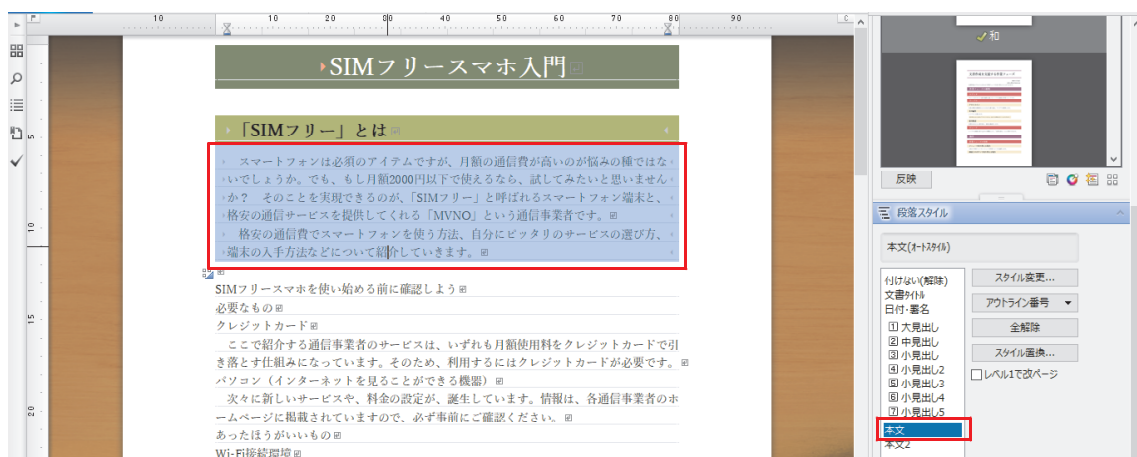 10 10 20 30 40 50 60 70 80 90 C
SIMフリースマホ入門
「SIMフリー」とは
スマートフォンは必須のアイテムですが、月額の通信費が高いのが悩みの種ではな
いでしょうか。でも、もし月額2000円以下で使えるなら、試してみたいと思いません
か？　そのことを実現できるのが、「SIMフリー」と呼ばれるスマートフォン端末と、
格安の通信サービスを提供してくれる「MVNO」という通信事業者です。
格安の通信費でスマートフォンを使う方法、自分にピッタリのサービスの選び方、
端末の入手方法などについて紹介していきます。
SIMフリースマホを使い始める前に確認しよう
必要なもの
クレジットカード
ここで紹介する通信事業者のサービスは、いずれも月額使用料をクレジットカードで引
き落とす仕組みになっています。そのため、利用するにはクレジットカードが必要です。
パソコン（インターネットを見ることができる機器）
次々に新しいサービスや、料金の設定が、誕生しています。情報は、各通信事業者のホ
ームページに掲載されていますので、必ず事前にご確認ください。
あったほうがいいもの
Wi-Fi接続環境
5
10
15
20
和
反映
段落スタイル
本文(ｵｰﾄｽﾀｲﾙ)
付けない(解除)
文書ﾀｲﾄﾙ
日付・署名
1 大見出し
2 中見出し
3 小見出し
4 小見出し2
5 小見出し3
6 小見出し4
7 小見出し5
本文
本文2
スタイル変更...
アウトライン番号
全解除
スタイル置換...
レベル1で改ページ